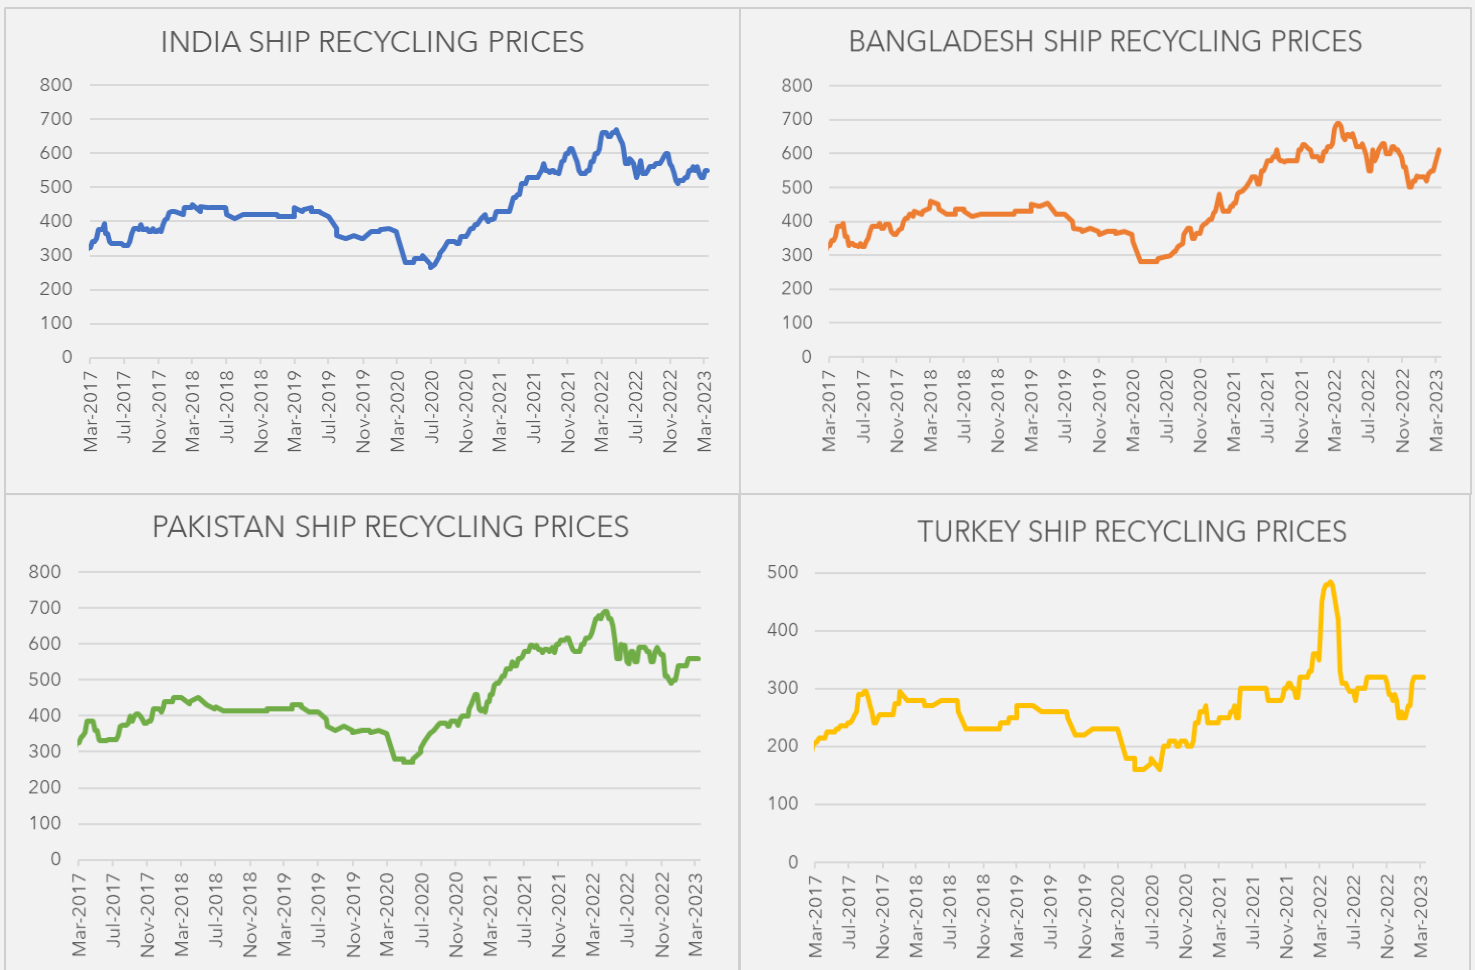 INDIA SHIP RECYCLING PRICES
800
700
600
500
400
300
200
100
0
Mar-2017
Jul-2017
Nov-2017
Mar-2018
Jul-2018
Nov-2018
Mar-2019
Jul-2019
Nov-2019
Mar-2020
Jul-2020
Nov-2020
Mar-2021
Jul-2021
Nov-2021
Mar-2022
Jul-2022
Nov-2022
Mar-2023
BANGLADESH SHIP RECYCLING PRICES
800
700
600
500
400
300
200
100
0
Mar-2017
Jul-2017
Nov-2017
Mar-2018
Jul-2018
Nov-2018
Mar-2019
Jul-2019
Nov-2019
Mar-2020
Jul-2020
Nov-2020
Mar-2021
Jul-2021
Nov-2021
Mar-2022
Jul-2022
Nov-2022
Mar-2023
PAKISTAN SHIP RECYCLING PRICES
800
700
600
500
400
300
200
100
0
Mar-2017
Jul-2017
Nov-2017
Mar-2018
Jul-2018
Nov-2018
Mar-2019
Jul-2019
Nov-2019
Mar-2020
Jul-2020
Nov-2020
Mar-2021
Jul-2021
Nov-2021
Mar-2022
Jul-2022
Nov-2022
Mar-2023
TURKEY SHIP RECYCLING PRICES
500
400
300
200
100
0
Mar-2017
Jul-2017
Nov-2017
Mar-2018
Jul-2018
Nov-2018
Mar-2019
Jul-2019
Nov-2019
Mar-2020
Jul-2020
Nov-2020
Mar-2021
Jul-2021
Nov-2021
Mar-2022
Jul-2022
Nov-2022
Mar-2023